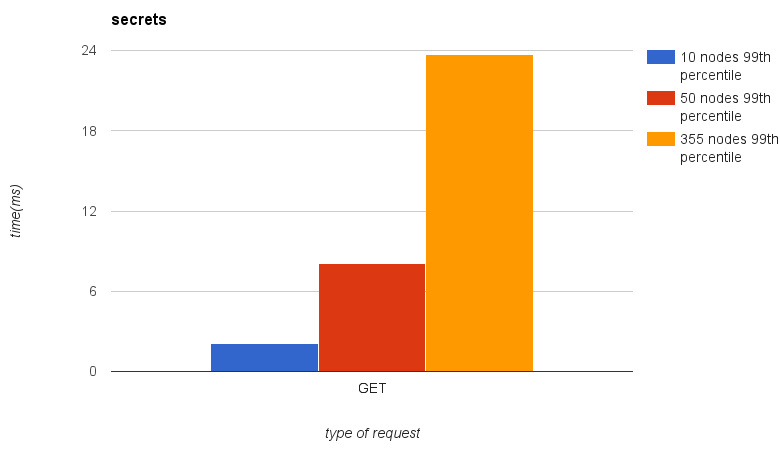 secrets
24
18
12
6
0
time(ms)
GET
type of request
10 nodes 99th
percentile
50 nodes 99th
percentile
355 nodes 99th
percentile